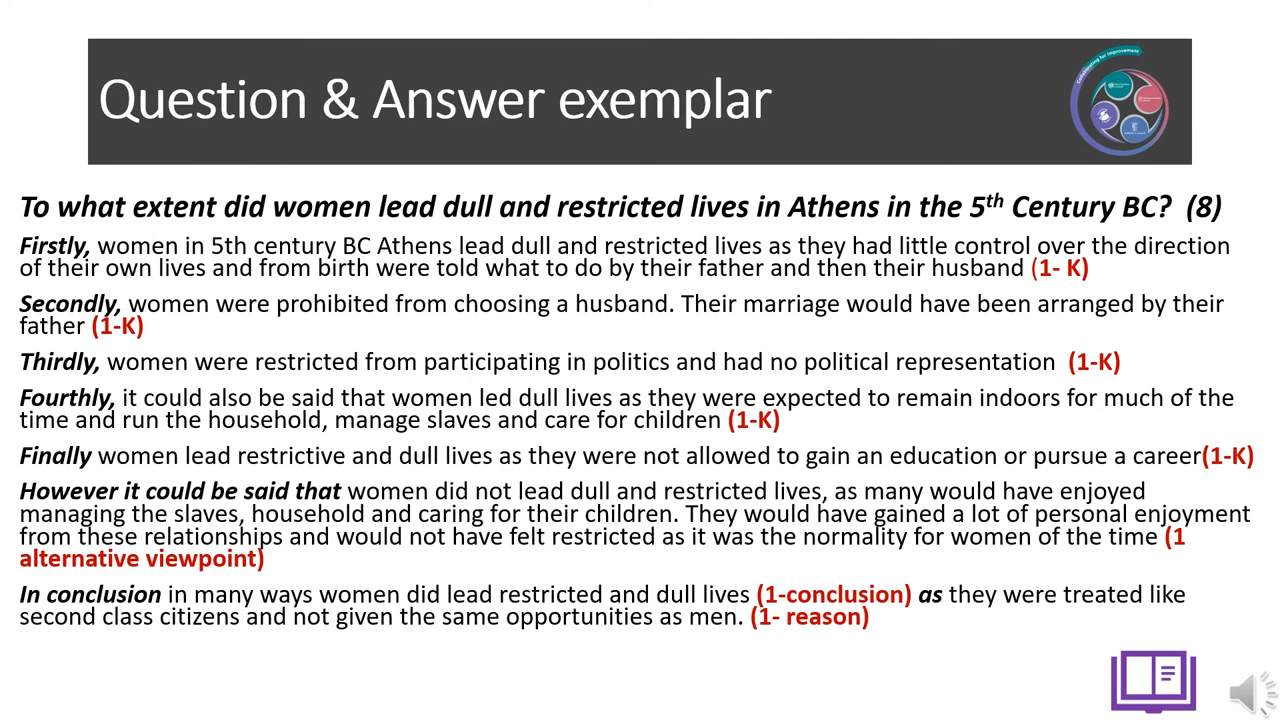 Question & Answer exemplar
Collaborating for Improvement
To what extent did women lead dull and restricted lives in Athens in the 5th Century BC? (8)
Firstly, women in 5th century BC Athens lead dull and restricted lives as they had little control over the direction
of their own lives and from birth were told what to do by their father and then their husband (1- K)
Secondly, women were prohibited from choosing a husband. Their marriage would have been arranged by their
father (1-K)
Thirdly, women were restricted from participating in politics and had no political representation (1-K)
Fourthly, it could also be said that women led dull lives as they were expected to remain indoors for much of the
time and run the household, manage slaves and care for children (1-K)
Finally women lead restrictive and dull lives as they were not allowed to gain an education or pursue a career(1-K)
However it could be said that women did not lead dull and restricted lives, as many would have enjoyed
managing the slaves, household and caring for their children. They would have gained a lot of personal enjoyment
from these relationships and would not have felt restricted as it was the normality for women of the time (1
alternative viewpoint)
In conclusion in many ways women did lead restricted and dull lives (1-conclusion) as they were treated like
second class citizens and not given the same opportunities as men. (1- reason)